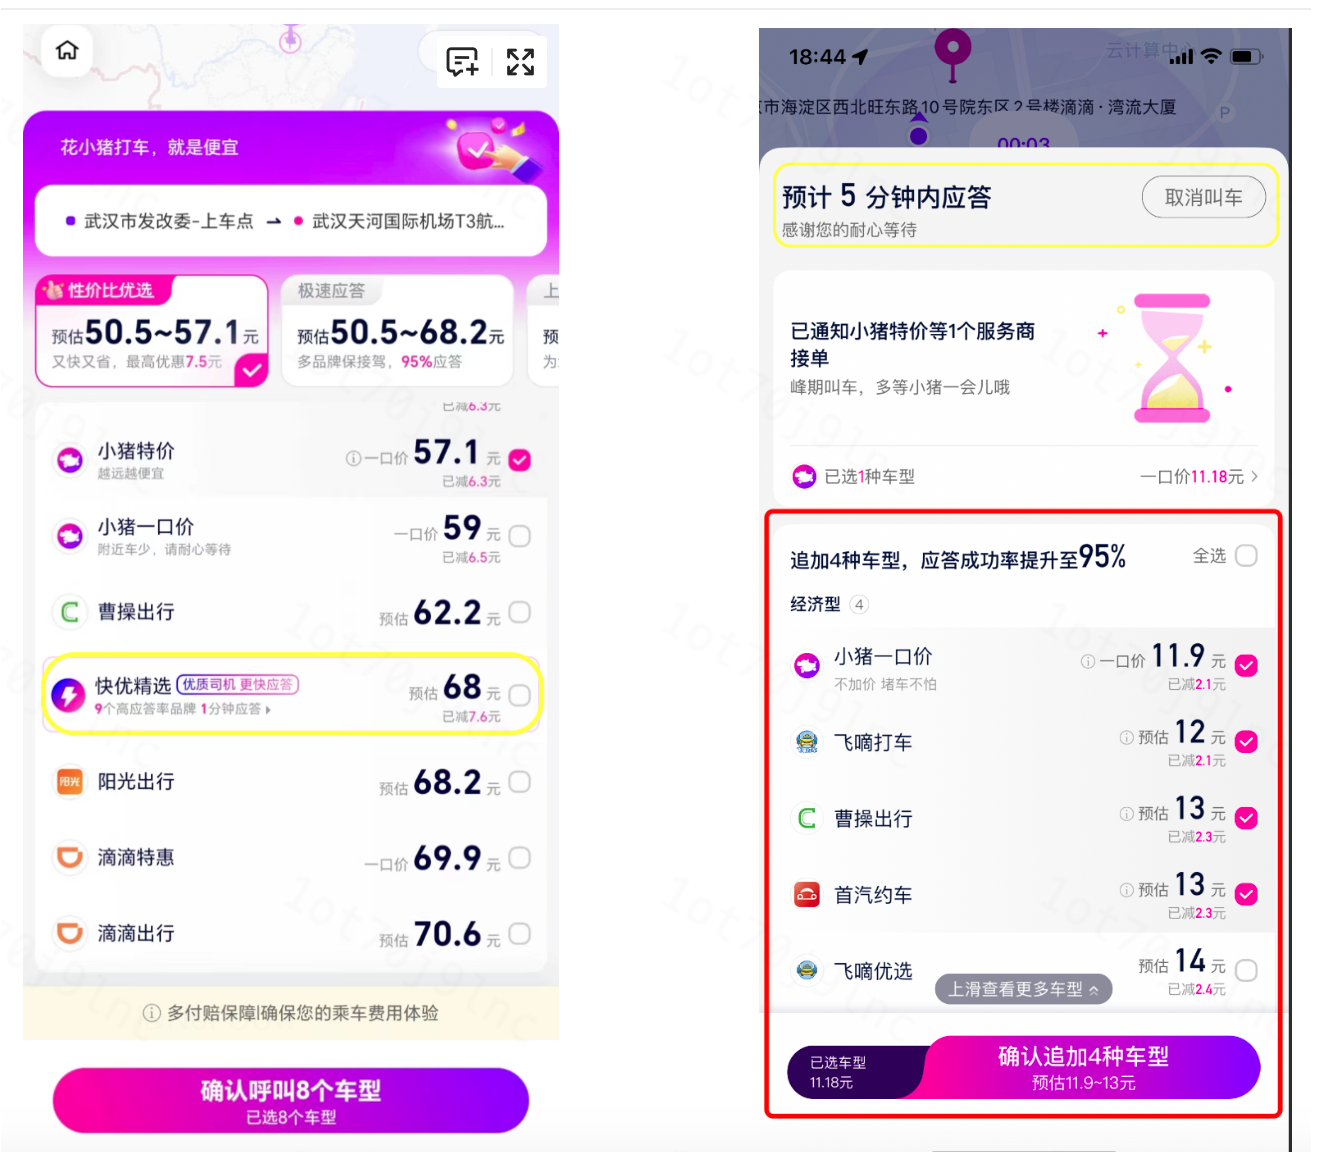 花小猪打车，就是便宜
武汉市发改委-上车点 → 武汉天河国际机场T3航...
性价比优选
预估50.5~57.1元
又快又省，最高优惠7.5元
极速应答
预估50.5~68.2元
多品牌保接驾，95%应答
上
预
为
已减6.3元
小猪特价
越远越便宜
一口价 57.1 元
已减6.3元
小猪一口价
附近车少，请耐心等待
一口价 59 元
已减6.5元
曹操出行
预估 62.2 元
快优精选 优质司机 更快应答
9个高应答率品牌 1分钟应答
预估 68 元
已减7.6元
阳光
阳光出行
预估 68.2 元
滴滴特惠
一口价 69.9 元
滴滴出行
预估 70.6 元
多付赔保障|确保您的乘车费用体验
确认呼叫8个车型
已选8个车型
18:44
云计算中心
市海淀区西北旺东路10号院东区2号楼滴滴·湾流大厦
P
00:03
预计 5 分钟内应答
取消叫车
感谢您的耐心等待
已通知小猪特价等1个服务商
接单
峰期叫车，多等小猪一会儿哦
已选1种车型
一口价11.18元
追加4种车型，应答成功率提升至95%
全选
经济型 4
小猪一口价
不加价 堵车不怕
一口价 11.9 元
已减2.1元
飞嘀打车
预估 12 元
已减2.1元
曹操出行
预估 13 元
已减2.3元
首汽约车
预估 13 元
已减2.3元
飞嘀优选
预估 14 元
已减2.4元
上滑查看更多车型
已选车型
11.18元
确认追加4种车型
预估11.9~13元